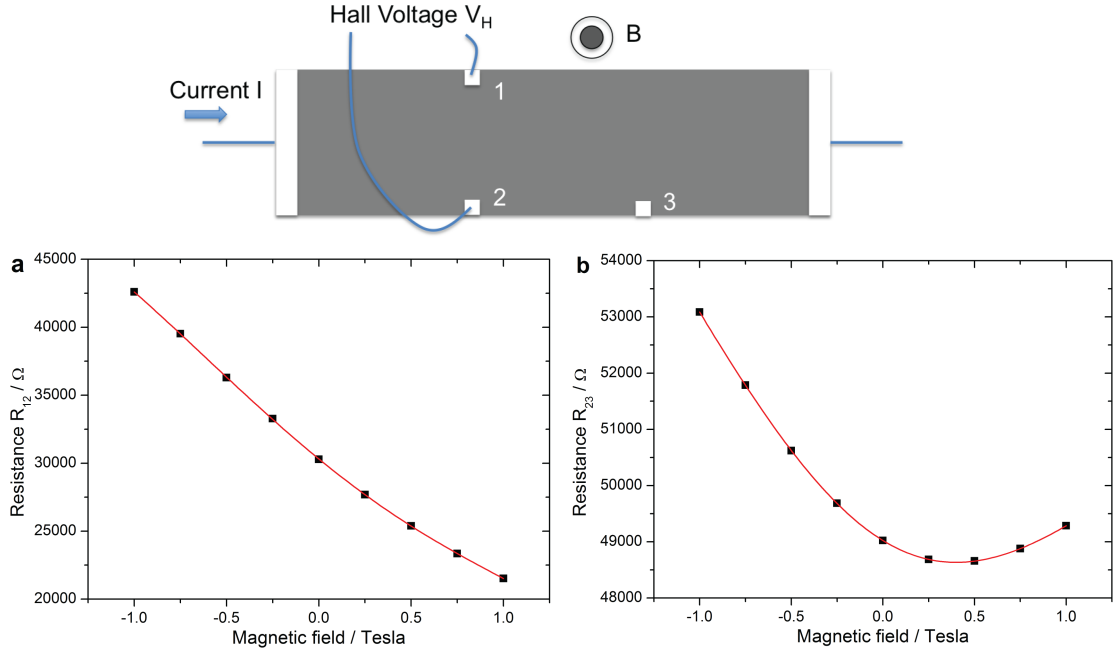 Hall Voltage V_H
B
Current I
1
2
3
a
45000
40000
35000
30000
25000
20000
Resistance R_12 / Ω
-1.0 -0.5 0.0 0.5 1.0
Magnetic field / Tesla
b
54000
53000
52000
51000
50000
49000
48000
Resistance R_23 / Ω
-1.0 -0.5 0.0 0.5 1.0
Magnetic field / Tesla